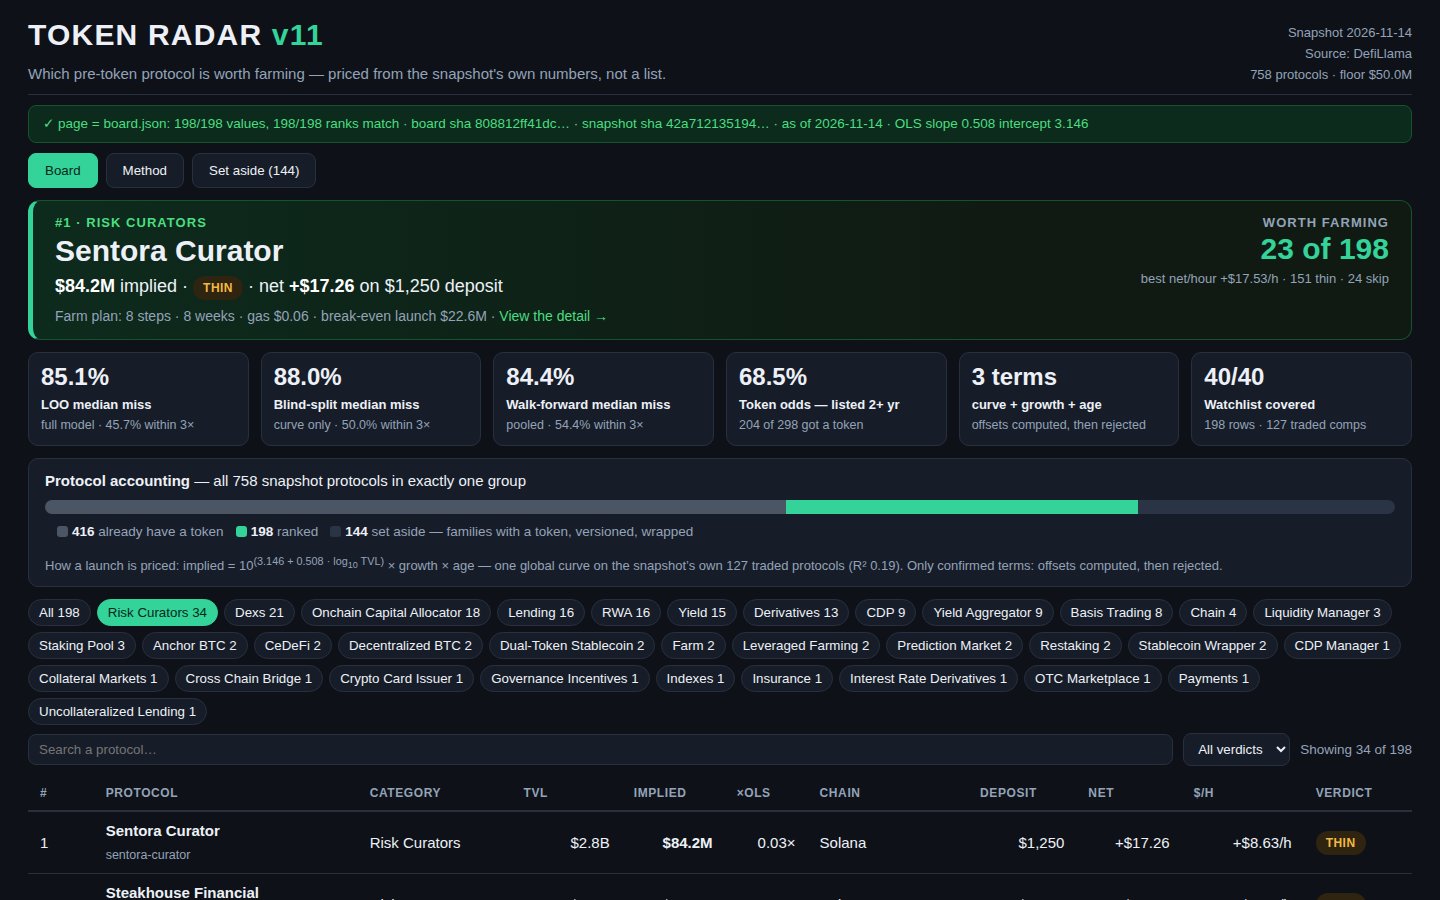 TOKEN RADAR v11
Which pre-token protocol is worth farming — priced from the snapshot's own numbers, not a list.
Snapshot 2026-11-14
Source: DefiLlama
758 protocols · floor $50.0M
✓ page = board.json: 198/198 values, 198/198 ranks match · board sha 808812ff41dc… · snapshot sha 42a712135194… · as of 2026-11-14 · OLS slope 0.508 intercept 3.146
Board Method Set aside (144)
#1 · RISK CURATORS
Sentora Curator
$84.2M implied · THIN · net +$17.26 on $1,250 deposit
Farm plan: 8 steps · 8 weeks · gas $0.06 · break-even launch $22.6M · View the detail →
WORTH FARMING
23 of 198
best net/hour +$17.53/h · 151 thin · 24 skip
85.1%
LOO median miss
full model · 45.7% within 3×
88.0%
Blind-split median miss
curve only · 50.0% within 3×
84.4%
Walk-forward median miss
pooled · 54.4% within 3×
68.5%
Token odds — listed 2+ yr
204 of 298 got a token
3 terms
curve + growth + age
offsets computed, then rejected
40/40
Watchlist covered
198 rows · 127 traded comps
Protocol accounting — all 758 snapshot protocols in exactly one group
416 already have a token 198 ranked 144 set aside — families with a token, versioned, wrapped
How a launch is priced: implied = 10(3.146 + 0.508 · log10 TVL) × growth × age — one global curve on the snapshot's own 127 traded protocols (R² 0.19). Only confirmed terms: offsets computed, then rejected.
All 198 Risk Curators 34 Dexs 21 Onchain Capital Allocator 18 Lending 16 RWA 16 Yield 15 Derivatives 13 CDP 9 Yield Aggregator 9 Basis Trading 8 Chain 4 Liquidity Manager 3
Staking Pool 3 Anchor BTC 2 CeDeFi 2 Decentralized BTC 2 Dual-Token Stablecoin 2 Farm 2 Leveraged Farming 2 Prediction Market 2 Restaking 2 Stablecoin Wrapper 2 CDP Manager 1
Collateral Markets 1 Cross Chain Bridge 1 Crypto Card Issuer 1 Governance Incentives 1 Indexes 1 Insurance 1 Interest Rate Derivatives 1 OTC Marketplace 1 Payments 1
Uncollateralized Lending 1
Search a protocol… All verdicts Showing 34 of 198
# PROTOCOL CATEGORY TVL IMPLIED ×OLS CHAIN DEPOSIT NET $/H VERDICT
1 Sentora Curator Risk Curators $2.8B $84.2M 0.03× Solana $1,250 +$17.26 +$8.63/h THIN
sentora-curator
Steakhouse Financial